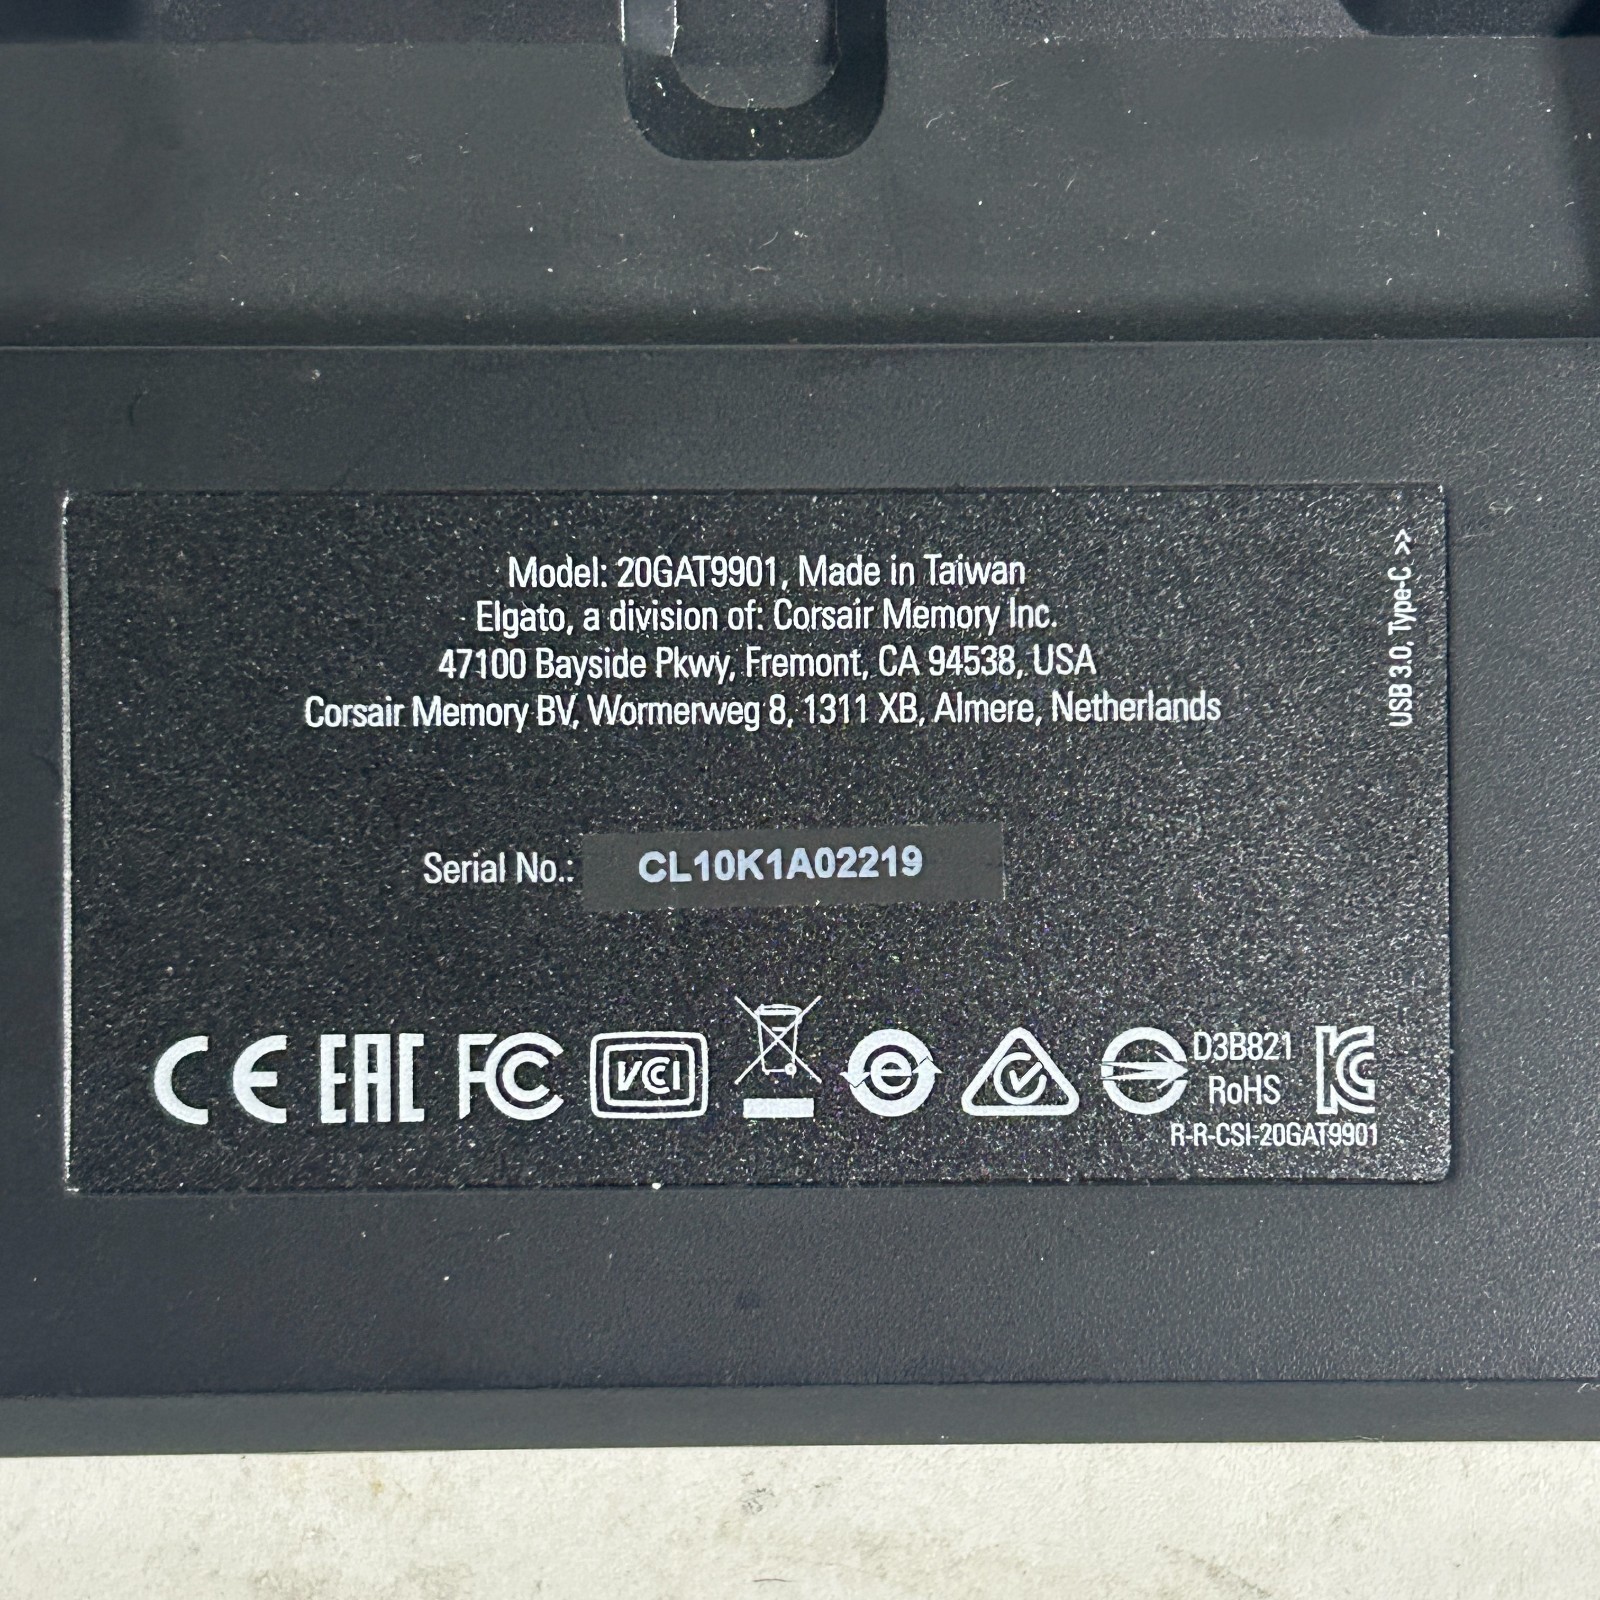 Model: 20GAT9901, Made in Taiwan
Elgato, a division of: Corsair Memory Inc.
47100 Bayside Pkwy, Fremont, CA 94538, USA
Corsair Memory BV, Wormerweg 8, 1311 XB, Almere, Netherlands
USB 3.0, Type-C >>
Serial No.: CL10K1A02219
CE EAC FC VCCI D3B821
RoHS
R-R-CSI-20GAT9901